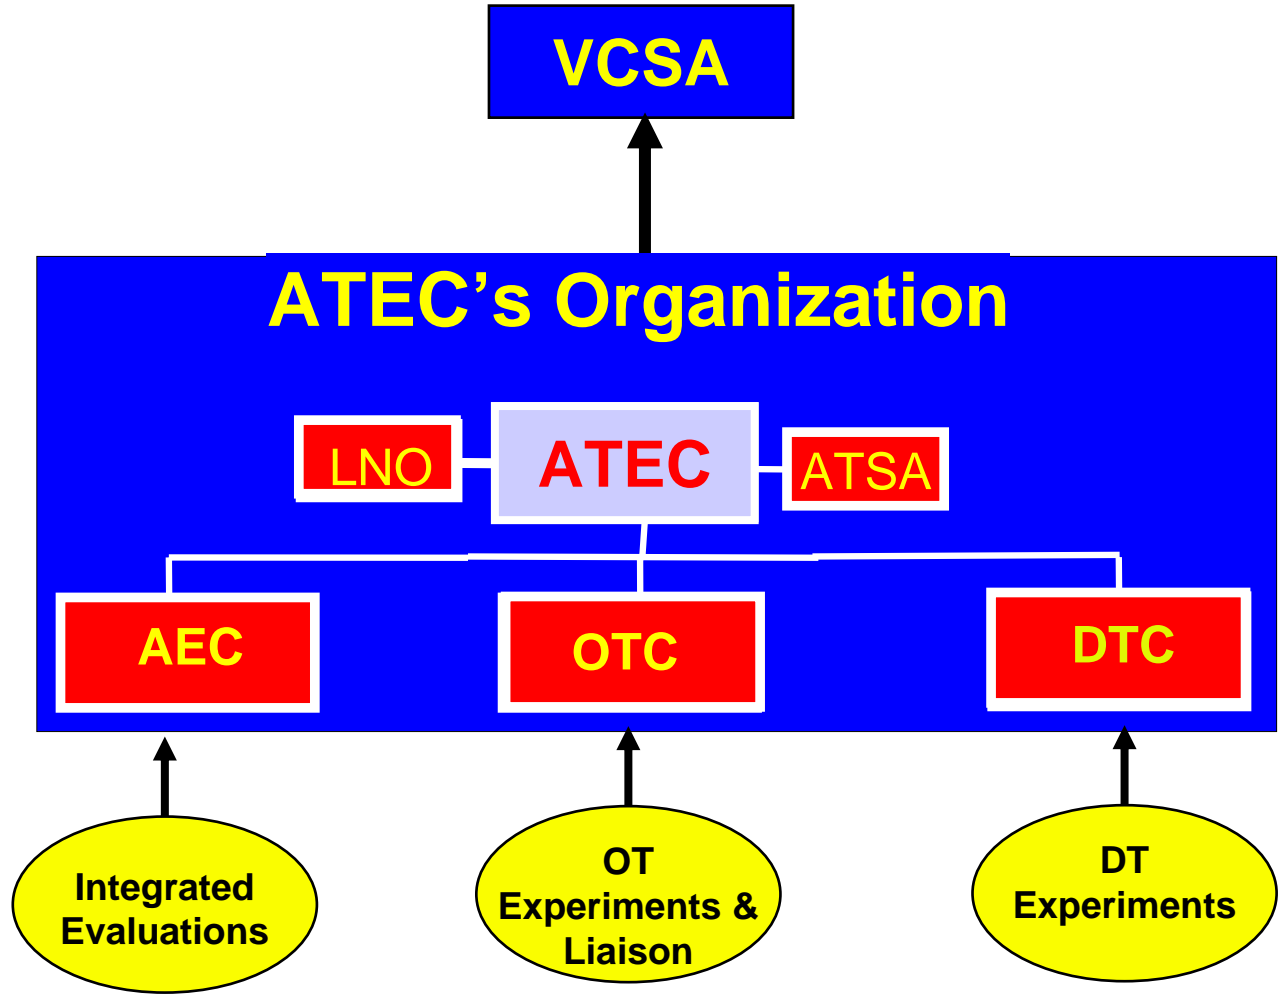 VCSA
ATEC’s Organization
LNO
ATEC
ATSA
AEC
OTC
DTC
Integrated
Evaluations
OT
Experiments &
Liaison
DT
Experiments